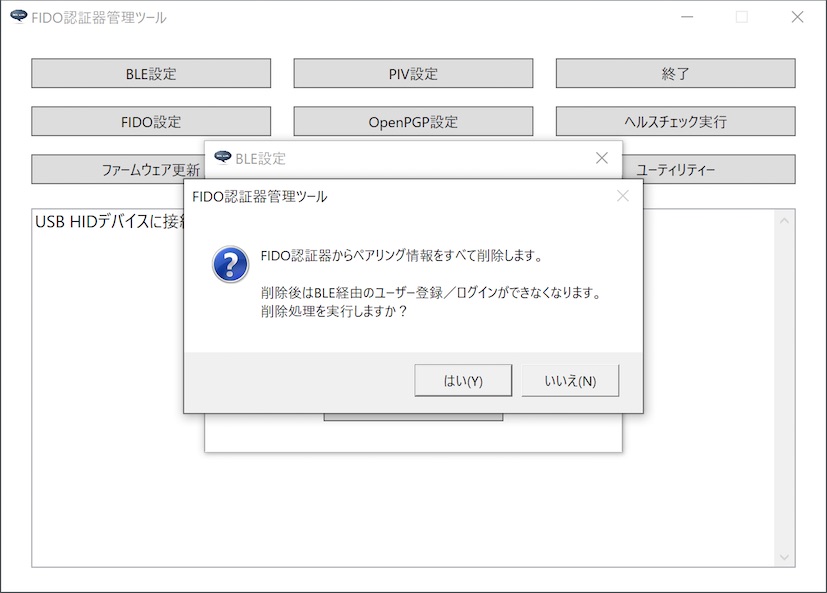 FIDO認証器管理ツール
BLE設定
PIV設定
終了
FIDO設定
OpenPGP設定
ヘルスチェック実行
ファームウェア更新
ユーティリティー
BLE設定
USB HIDデバイスに接続
FIDO認証器管理ツール
FIDO認証器からペアリング情報をすべて削除します。
削除後はBLE経由のユーザー登録／ログインができなくなります。
削除処理を実行しますか？
はい(Y)
いいえ(N)